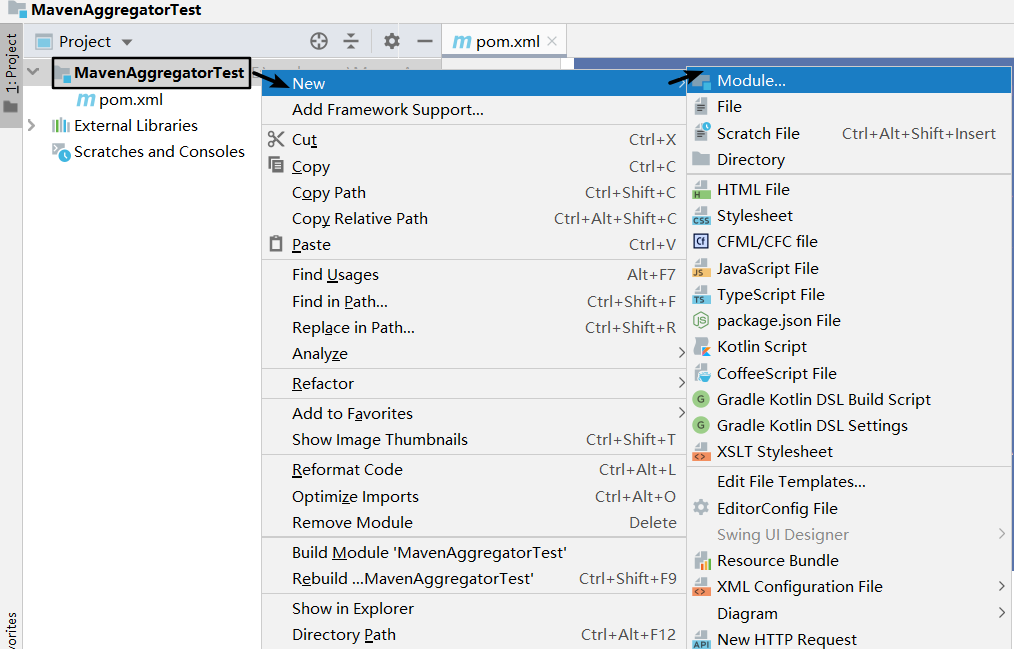 MavenAggregatorTest
1: Project
Project
pom.xml
MavenAggregatorTest
pom.xml
External Libraries
Scratches and Consoles
New
Add Framework Support...
Cut Ctrl+X
Copy Ctrl+C
Copy Path Ctrl+Shift+C
Copy Relative Path Ctrl+Alt+Shift+C
Paste Ctrl+V
Find Usages Alt+F7
Find in Path... Ctrl+Shift+F
Replace in Path... Ctrl+Shift+R
Analyze
Refactor
Add to Favorites
Show Image Thumbnails Ctrl+Shift+T
Reformat Code Ctrl+Alt+L
Optimize Imports Ctrl+Alt+O
Remove Module Delete
Build Module 'MavenAggregatorTest'
Rebuild ...MavenAggregatorTest' Ctrl+Shift+F9
Show in Explorer
Directory Path Ctrl+Alt+F12
Module...
File
Scratch File Ctrl+Alt+Shift+Insert
Directory
HTML File
Stylesheet
CFML/CFC file
JavaScript File
TypeScript File
package.json File
Kotlin Script
CoffeeScript File
Gradle Kotlin DSL Build Script
Gradle Kotlin DSL Settings
XSLT Stylesheet
Edit File Templates...
EditorConfig File
Swing UI Designer
Resource Bundle
XML Configuration File
Diagram
New HTTP Request